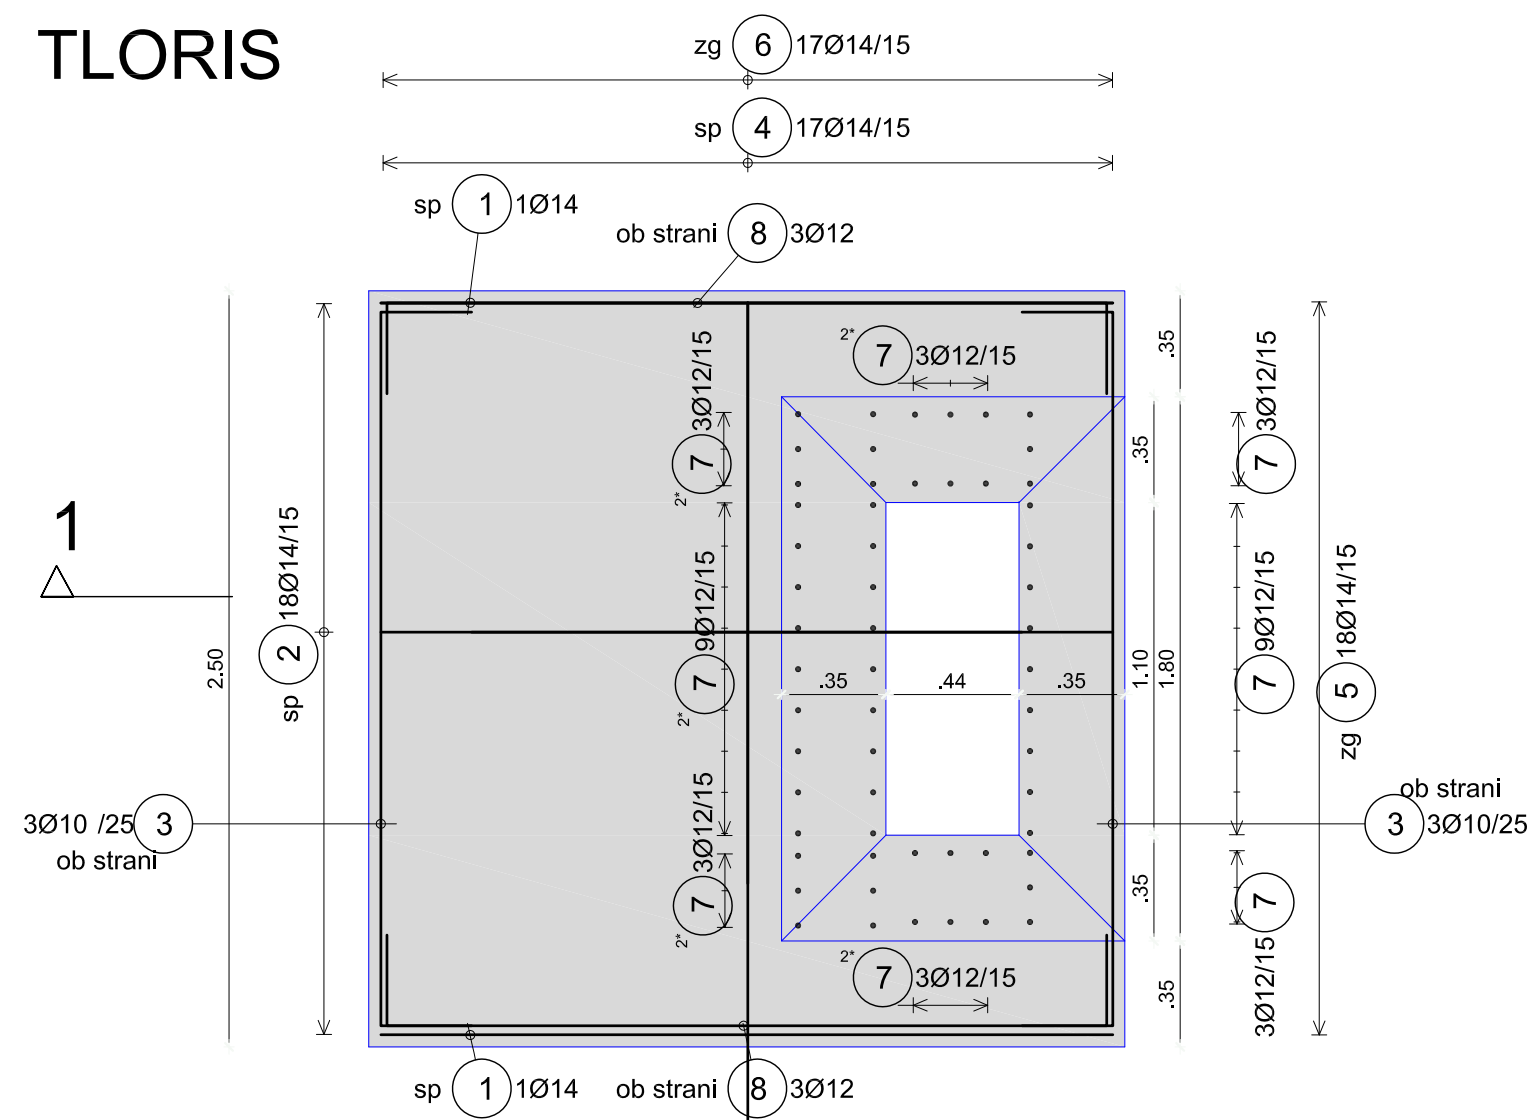 TLORIS
zg 6 17Ø14/15
sp 4 17Ø14/15
sp 1 1Ø14
ob strani 8 3Ø12
2* 7 3Ø12/15
2* 7 3Ø12/15
7 3Ø12/15
.35
.35
1
sp 2 18Ø14/15
2.50
2* 7 9Ø12/15
.35 .44 .35
1.10
1.80
7 9Ø12/15
zg 5 18Ø14/15
3Ø10 /25 3
ob strani
ob strani
3 3Ø10/25
2* 7 3Ø12/15
.35
7 3Ø12/15
2* 7 3Ø12/15
.35
sp 1 1Ø14
ob strani 8 3Ø12